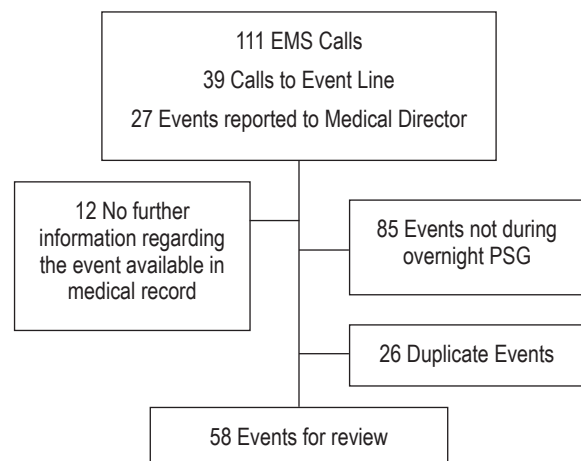 111 EMS Calls
39 Calls to Event Line
27 Events reported to Medical Director
12 No further
information regarding
the event available in
medical record
85 Events not during
overnight PSG
26 Duplicate Events
58 Events for review